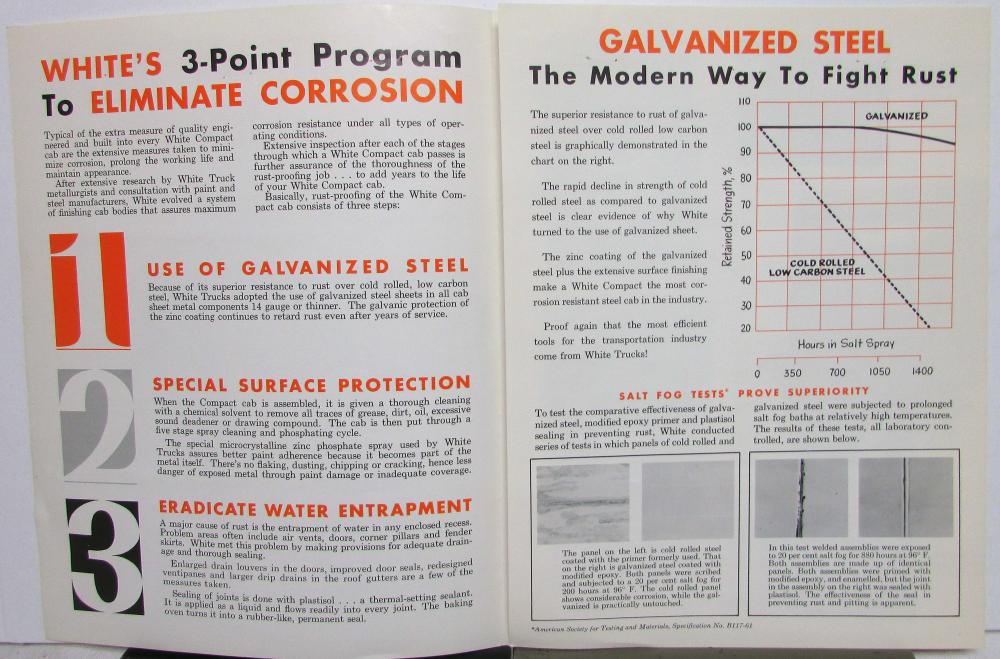 WHITE'S 3-Point Program
To ELIMINATE CORROSION
Typical of the extra measure of quality engi-
neered and built into every White Compact
cab are the extensive measures taken to mini-
mize corrosion, prolong the working life and
maintain appearance.
After extensive research by White Truck
metallurgists and consultation with paint and
steel manufacturers, White evolved a system
of finishing cab bodies that assures maximum
corrosion resistance under all types of oper-
ating conditions.
Extensive inspection after each of the stages
through which a White Compact cab passes is
further assurance of the thoroughness of the
rust-proofing job . . . to add years to the life
of your White Compact cab.
Basically, rust-proofing of the White Com-
pact cab consists of three steps:
1
USE OF GALVANIZED STEEL
Because of its superior resistance to rust over cold rolled, low carbon
steel, White Trucks adopted the use of galvanized steel sheets in all cab
sheet metal components 14 gauge or thinner. The galvanic protection of
the zinc coating continues to retard rust even after years of service.
2
SPECIAL SURFACE PROTECTION
When the Compact cab is assembled, it is given a thorough cleaning
with a chemical solvent to remove all traces of grease, dirt, oil, excessive
sound deadener or drawing compound. The cab is then put through a
five stage spray cleaning and phosphating cycle.
The special microcrystalline zinc phosphate spray used by White
Trucks assures better paint adherence because it becomes part of the
metal itself. There's no flaking, dusting, chipping or cracking, hence less
danger of exposed metal through paint damage or inadequate coverage.
3
ERADICATE WATER ENTRAPMENT
A major cause of rust is the entrapment of water in any enclosed recess.
Problem areas often include air vents, doors, corner pillars and fender
skirts. White met this problem by making provisions for adequate drain-
age and thorough sealing.
Enlarged drain louvers in the doors, improved door seals, redesigned
ventipanes and larger drip drains in the roof gutters are a few of the
measures taken.
Sealing of joints is done with plastisol . . . a thermal-setting sealant.
It is applied as a liquid and flows readily into every joint. The baking
oven turns it into a rubber-like, permanent seal.
GALVANIZED STEEL
The Modern Way To Fight Rust
The superior resistance to rust of galva-
nized steel over cold rolled low carbon
steel is graphically demonstrated in the
chart on the right.
The rapid decline in strength of cold
rolled steel as compared to galvanized
steel is clear evidence of why White
turned to the use of galvanized sheet.
The zinc coating of the galvanized
steel plus the extensive surface finishing
make a White Compact the most cor-
rosion resistant steel cab in the industry.
Proof again that the most efficient
tools for the transportation industry
come from White Trucks!
Retained Strength, %
110
100
90
80
70
60
50
40
30
20
GALVANIZED
COLD ROLLED
LOW CARBON STEEL
Hours in Salt Spray
0 350 700 1050 1400
SALT FOG TESTS* PROVE SUPERIORITY
To test the comparative effectiveness of galva-
nized steel, modified epoxy primer and plastisol
sealing in preventing rust, White conducted
series of tests in which panels of cold rolled and
galvanized steel were subjected to prolonged
salt fog baths at relatively high temperatures.
The results of these tests, all laboratory con-
trolled, are shown below.
The panel on the left is cold rolled steel
coated with the primer formerly used. That
on the right is galvanized steel coated with
modified epoxy. Both panels were scribed
and subjected to a 20 per cent salt fog for
200 hours at 96° F. The cold rolled panel
shows considerable corrosion, while the gal-
vanized is practically untouched.
In this test welded assemblies were exposed
to 20 per cent salt fog for 880 hours at 96° F.
Both assemblies are made up of identical
panels. Both assemblies were primed with
modified epoxy, and enamelled, but the joint
in the assembly on the right was sealed with
plastisol. The effectiveness of the seal in
preventing rust and pitting is apparent.
*American Society for Testing and Materials, Specification No. B117-61